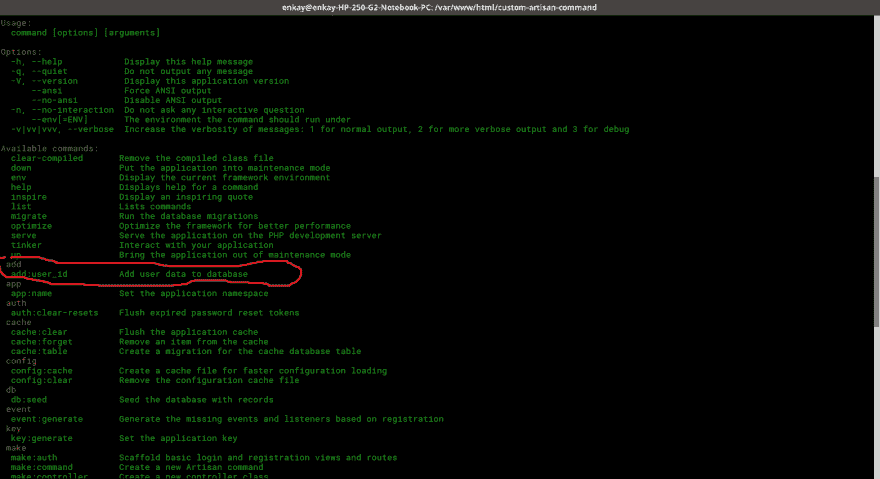 enkay@enkay-HP-250-G2-Notebook-PC: /var/www/html/custom-artisan-command
Usage:
command [options] [arguments]
Options:
-h, --help Display this help message
-q, --quiet Do not output any message
-V, --version Display this application version
--ansi Force ANSI output
--no-ansi Disable ANSI output
-n, --no-interaction Do not ask any interactive question
--env[=ENV] The environment the command should run under
-v|vv|vvv, --verbose Increase the verbosity of messages: 1 for normal output, 2 for more verbose output and 3 for debug
Available commands:
clear-compiled Remove the compiled class file
down Put the application into maintenance mode
env Display the current framework environment
help Displays help for a command
inspire Display an inspiring quote
list Lists commands
migrate Run the database migrations
optimize Optimize the framework for better performance
serve Serve the application on the PHP development server
tinker Interact with your application
up Bring the application out of maintenance mode
add
add:user_id Add user data to database
app
app:name Set the application namespace
auth
auth:clear-resets Flush expired password reset tokens
cache
cache:clear Flush the application cache
cache:forget Remove an item from the cache
cache:table Create a migration for the cache database table
config
config:cache Create a cache file for faster configuration loading
config:clear Remove the configuration cache file
db
db:seed Seed the database with records
event
event:generate Generate the missing events and listeners based on registration
key
key:generate Set the application key
make
make:auth Scaffold basic login and registration views and routes
make:command Create a new Artisan command
make:controller Create a new controller class